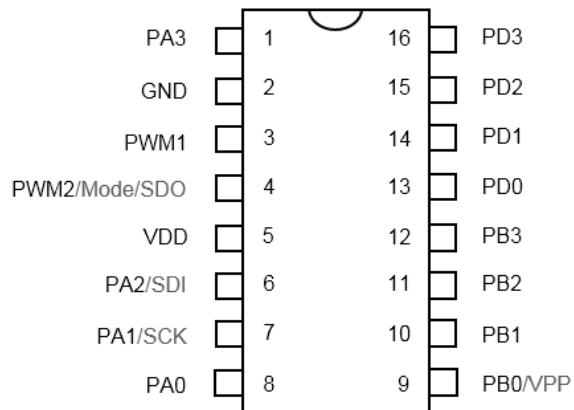 PA3 1 16 PD3
GND 2 15 PD2
PWM1 3 14 PD1
PWM2/Mode/SDO 4 13 PD0
VDD 5 12 PB3
PA2/SDI 6 11 PB2
PA1/SCK 7 10 PB1
PA0 8 9 PB0/VPP